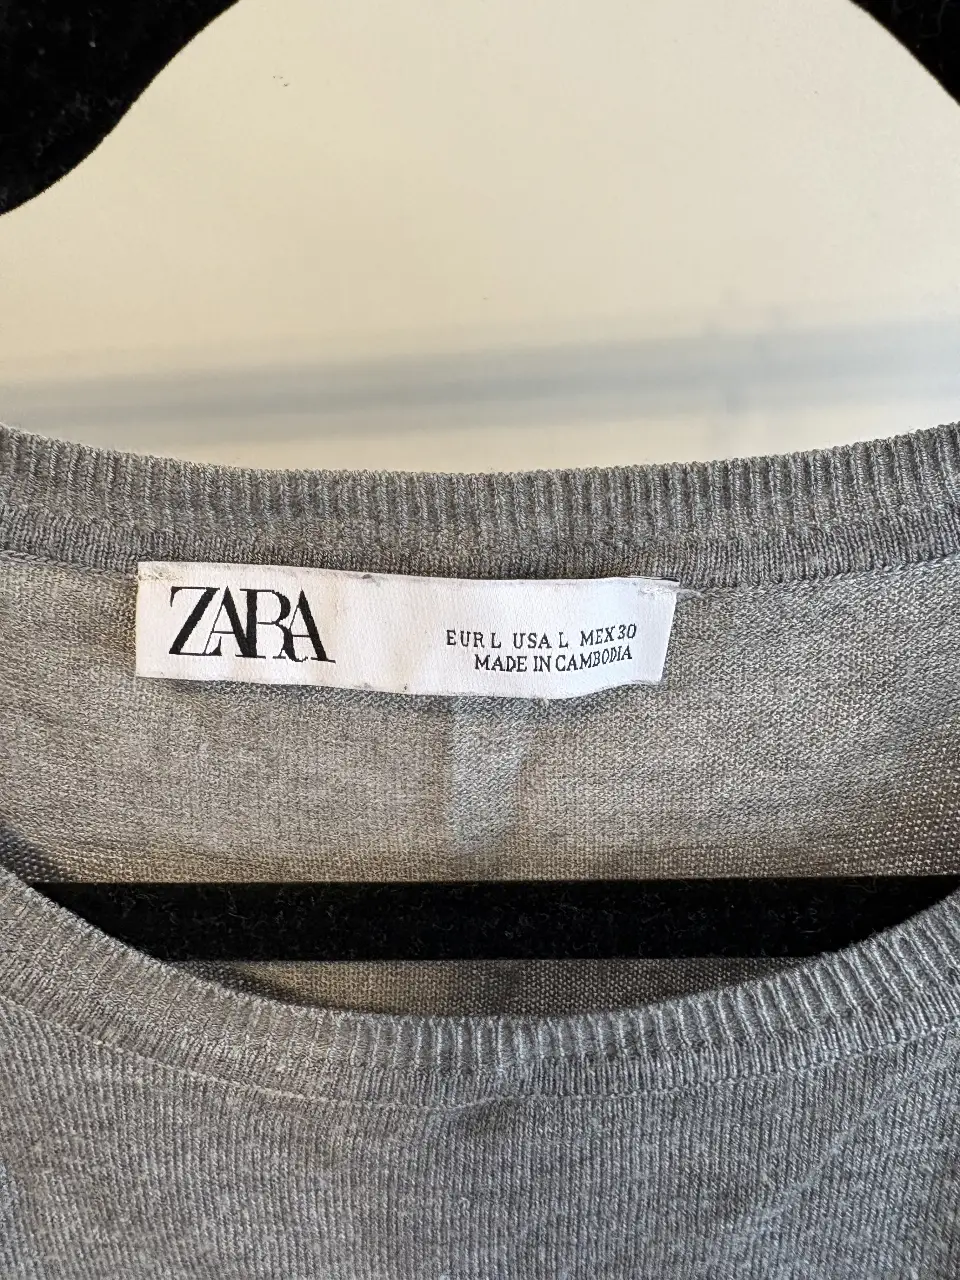 ZARA
EUR L USA L MEX 30
MADE IN CAMBODIA